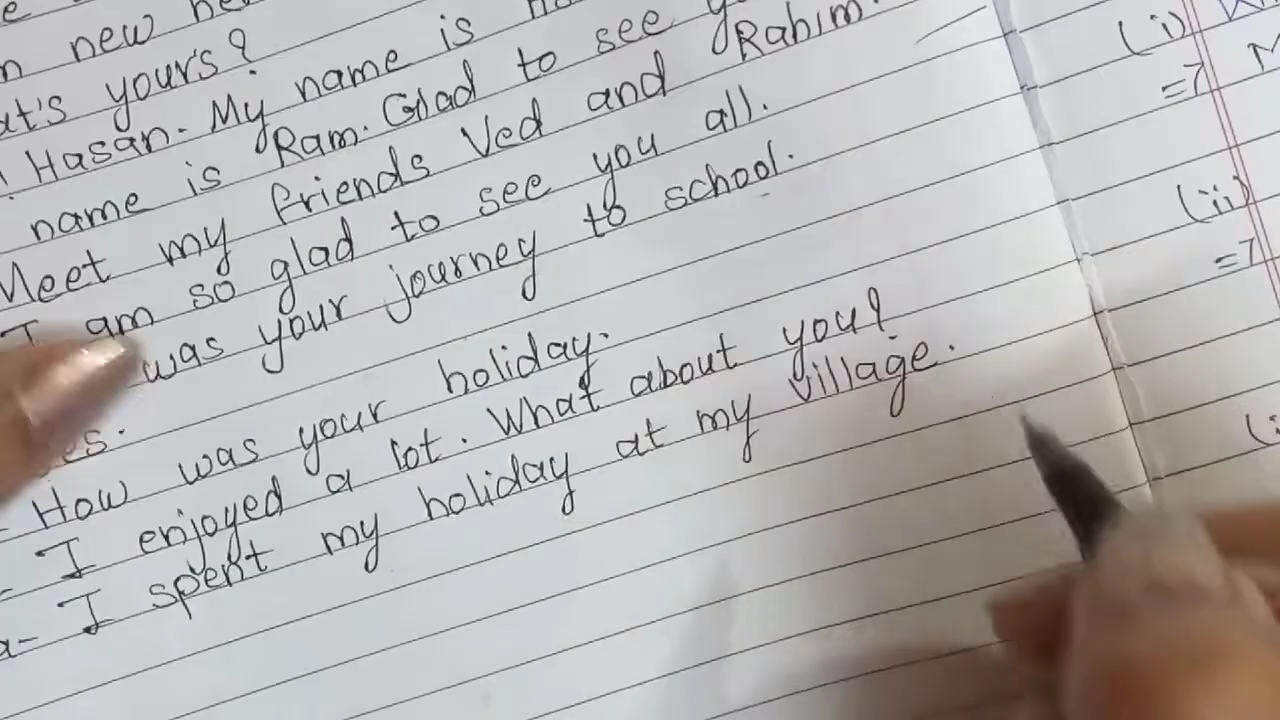 new
yours?
Hasan. My name is
name is Ram. Glad to see
Meet my friends Ved and Rahim.
I am so glad to see you all.
was your journey to school.
How was your holiday.
I enjoyed a lot. What about you?
I spent my holiday at my village.
(i)
=7
(ii)
=7